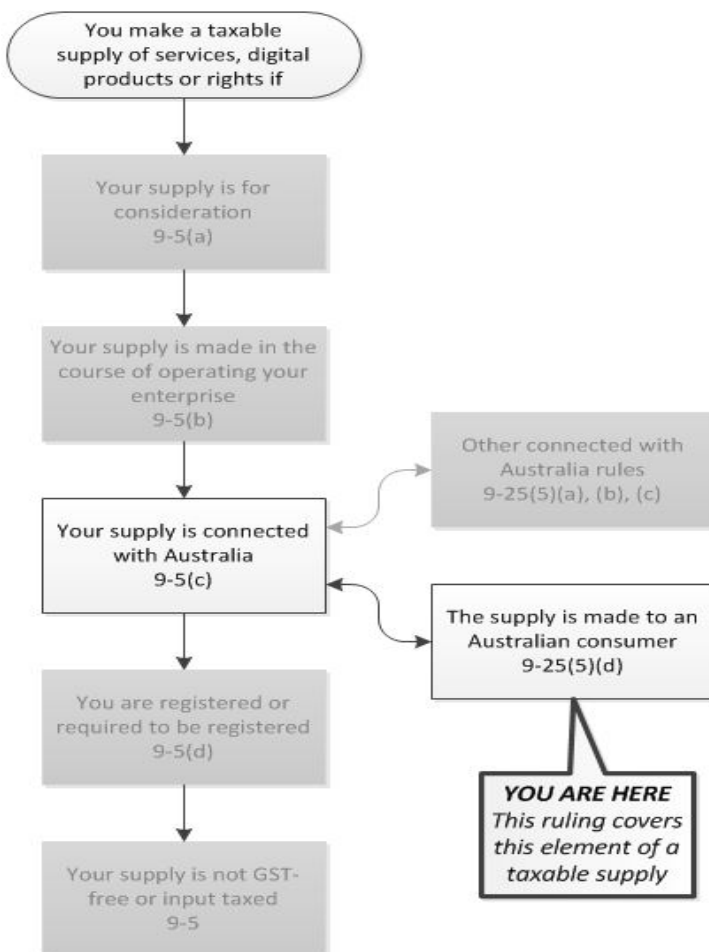 You make a taxable
supply of services, digital
products or rights if
Your supply is for
consideration
9-5(a)
Your supply is made in the
course of operating your
enterprise
9-5(b)
Other connected with
Australia rules
9-25(5)(a), (b), (c)
Your supply is connected
with Australia
9-5(c)
The supply is made to an
Australian consumer
9-25(5)(d)
You are registered or
required to be registered
9-5(d)
YOU ARE HERE
This ruling covers
this element of a
taxable supply
Your supply is not GST-
free or input taxed
9-5